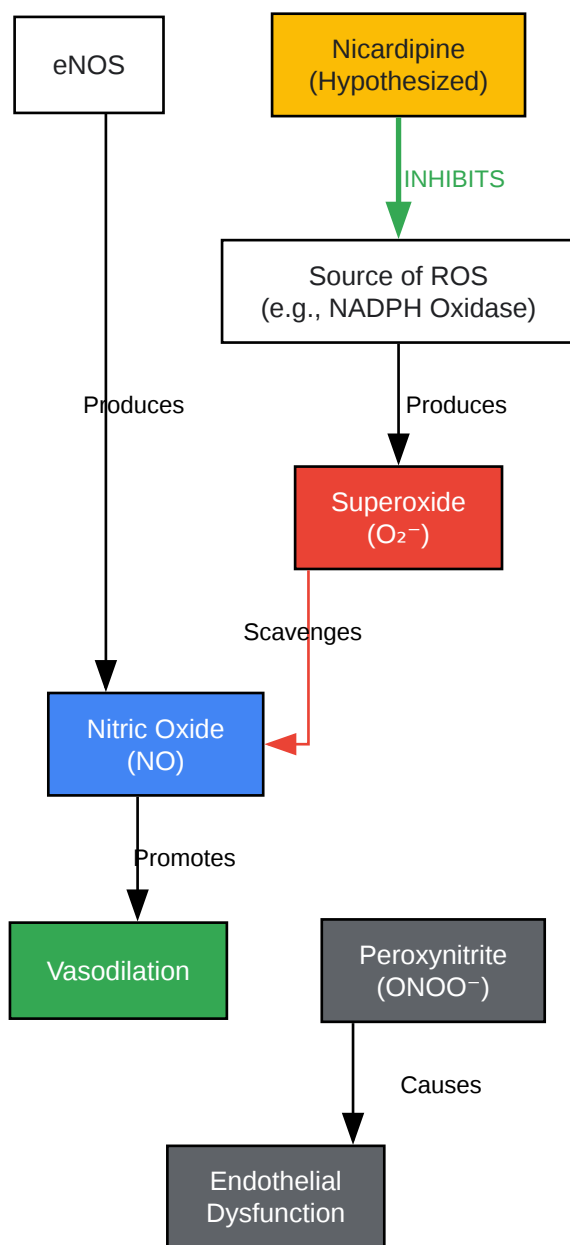 eNOS
Nicardipine
(Hypothesized)
INHIBITS
Source of ROS
(e.g., NADPH Oxidase)
Produces
Produces
Superoxide
(O₂⁻)
Scavenges
Nitric Oxide
(NO)
Promotes
Vasodilation
Peroxynitrite
(ONOO⁻)
Causes
Endothelial
Dysfunction